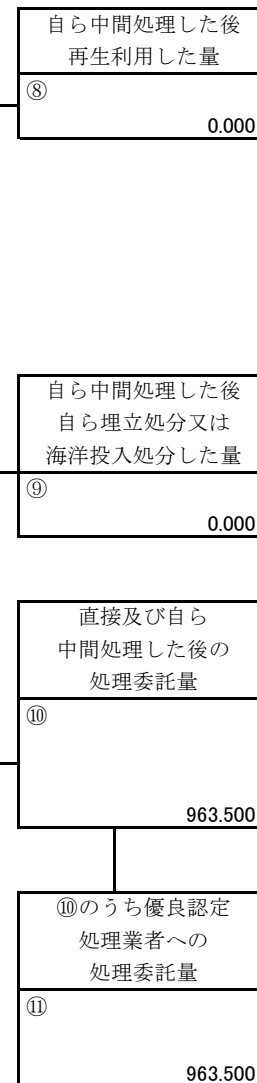 自ら中間処理した後
再生利用した量
⑧
0.000
自ら中間処理した後
自ら埋立処分又は
海洋投入処分した量
⑨
0.000
直接及び自ら
中間処理した後の
処理委託量
⑩
963.500
⑩のうち優良認定
処理業者への
処理委託量
⑪
963.500